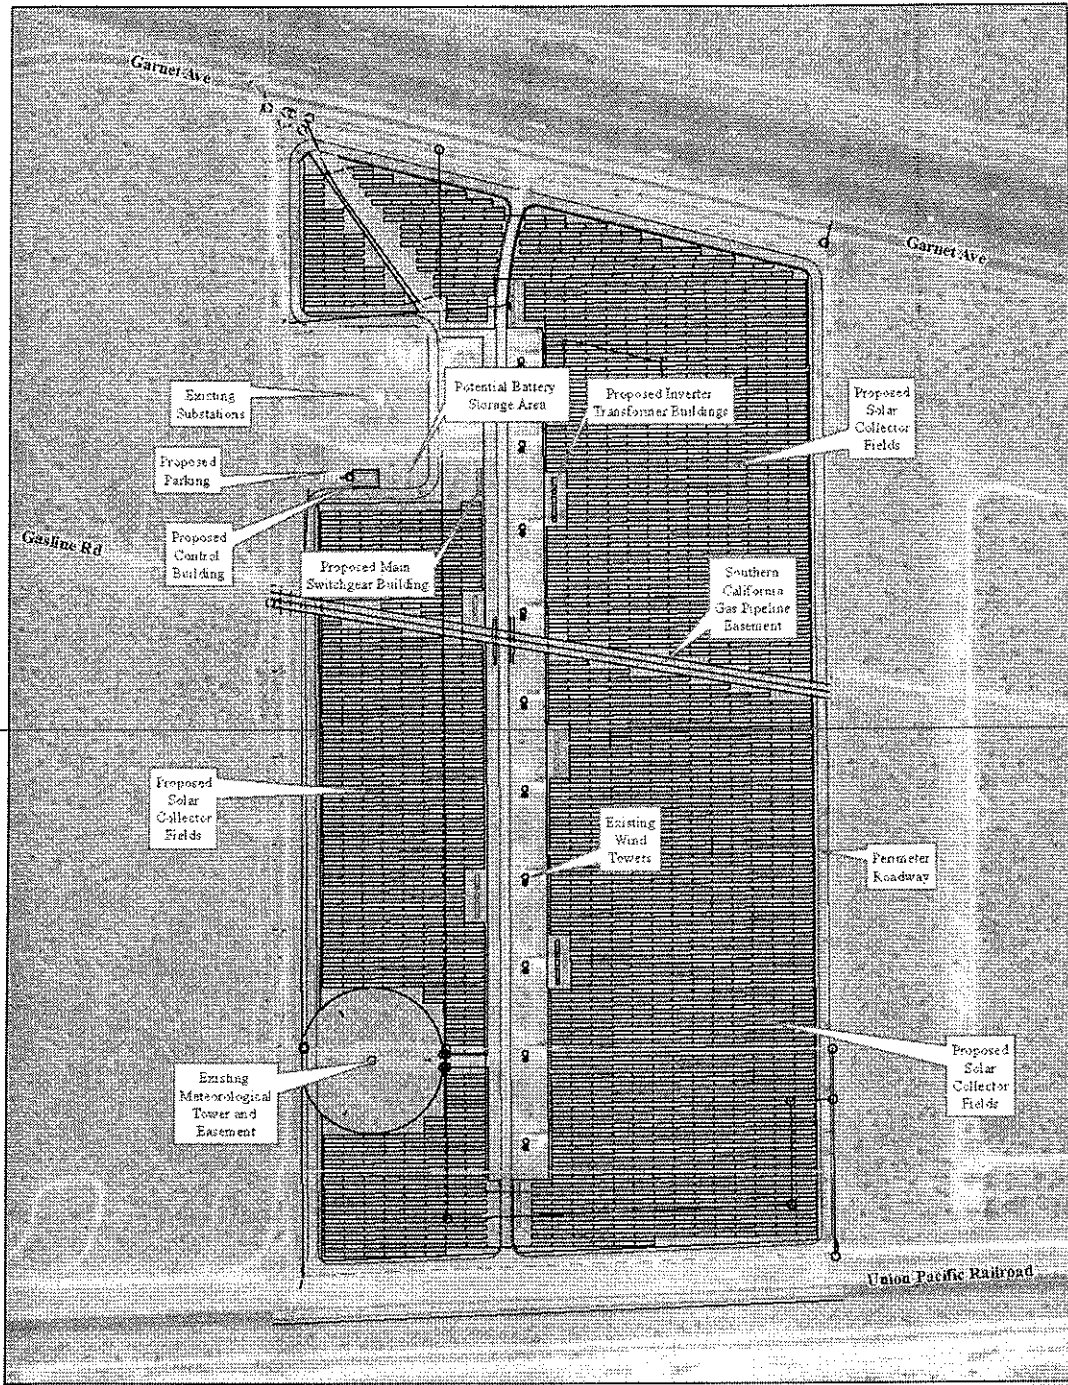 Garnet Ave
Garnet Ave
Existing
Substations
Potential Battery
Storage Area
Proposed Inverter
Transformer Buildings
Proposed
Solar
Collector
Fields
Proposed
Parking
Gasline Rd
Proposed
Control
Building
Proposed Main
Switchgear Building
Southern
California
Gas Pipeline
Easement
Proposed
Solar
Collector
Fields
Existing
Wind
Towers
Perimeter
Roadway
Existing
Meteorological
Tower and
Easement
Proposed
Solar
Collector
Fields
Union Pacific Railroad